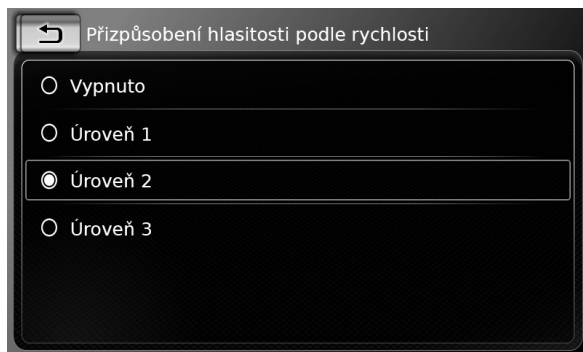 Přizpůsobení hlasitosti podle rychlosti
Vypnuto
Úroveň 1
Úroveň 2
Úroveň 3